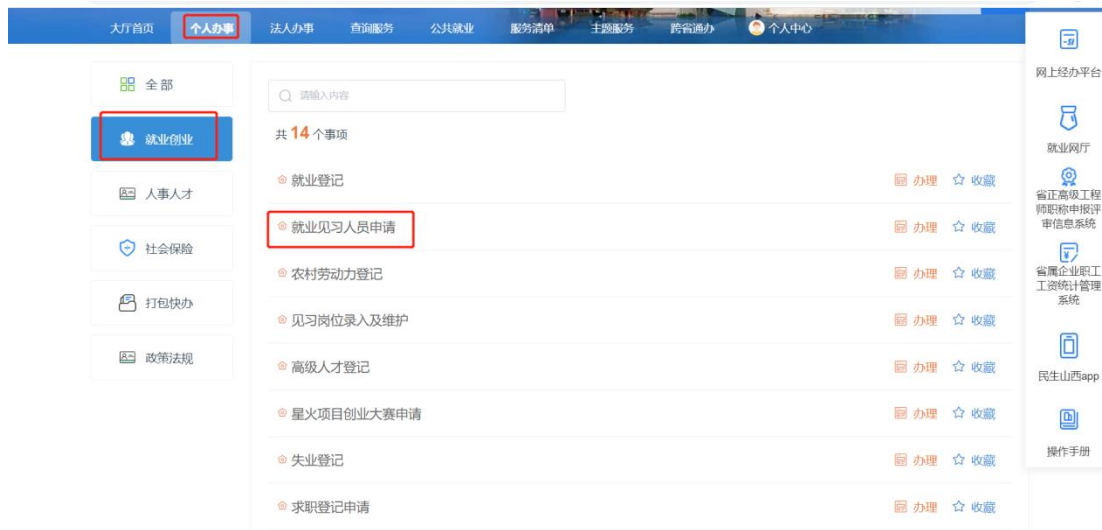 大厅首页 个人办事 法人办事 查询服务 公共就业 服务清单 主题服务 跨省通办 个人中心
全部
就业创业
人事人才
社会保险
打包快办
政策法规
请输入内容
共 14 个事项
就业登记 办理 收藏
就业见习人员申请 办理 收藏
农村劳动力登记 办理 收藏
见习岗位录入及维护 办理 收藏
高级人才登记 办理 收藏
星火项目创业大赛申请 办理 收藏
失业登记 办理 收藏
求职登记申请 办理 收藏
网上经办平台
就业网厅
省正高级工程
师职称申报评
审信息系统
省属企业职工
工资统计管理
系统
民生山西app
操作手册